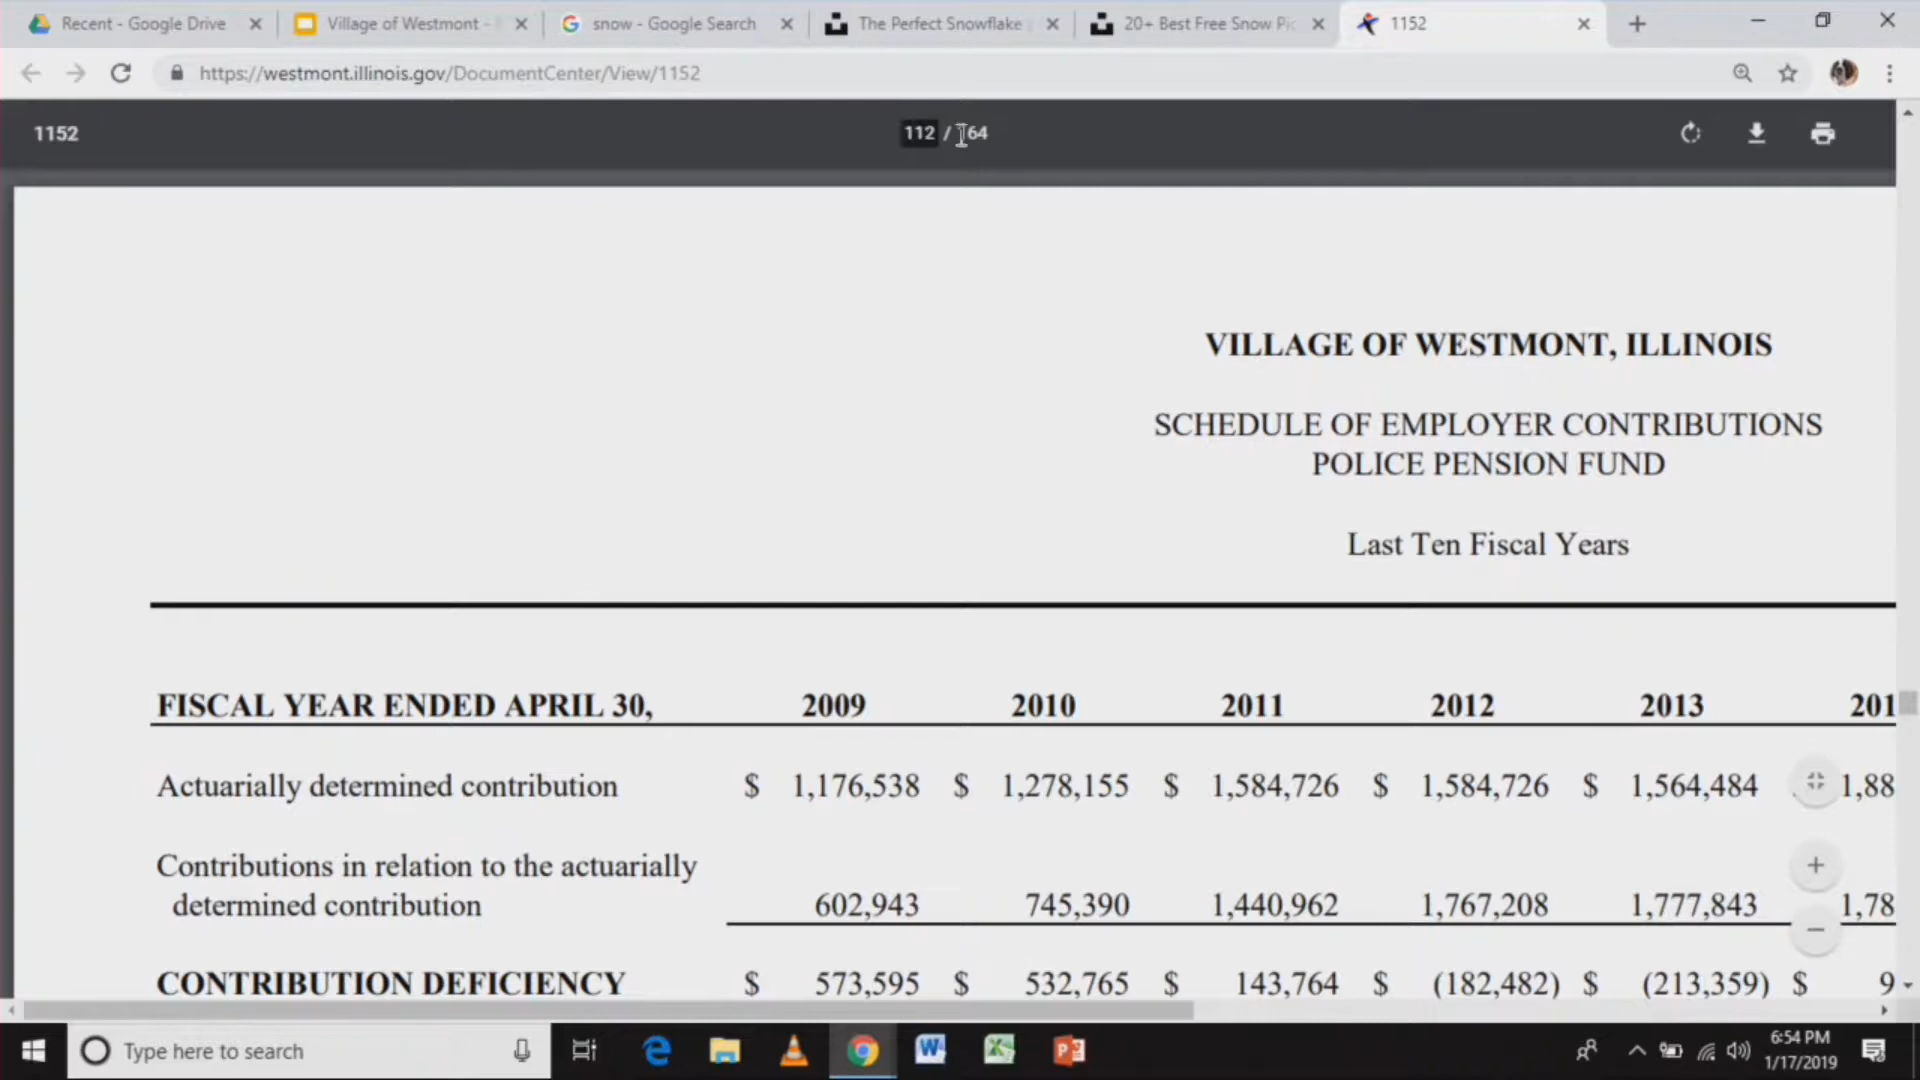 Recent - Google Drive
Village of Westmont -
snow - Google Search
The Perfect Snowflake
20+ Best Free Snow Pic
1152
https://westmont.illinois.gov/DocumentCenter/View/1152
1152
112 / 164
VILLAGE OF WESTMONT, ILLINOIS
SCHEDULE OF EMPLOYER CONTRIBUTIONS
POLICE PENSION FUND
Last Ten Fiscal Years
FISCAL YEAR ENDED APRIL 30, 2009 2010 2011 2012 2013 201
Actuarially determined contribution $ 1,176,538 $ 1,278,155 $ 1,584,726 $ 1,584,726 $ 1,564,484 1,88
Contributions in relation to the actuarially
determined contribution 602,943 745,390 1,440,962 1,767,208 1,777,843 1,78
CONTRIBUTION DEFICIENCY $ 573,595 $ 532,765 $ 143,764 $ (182,482) $ (213,359) $ 9
Type here to search
6:54 PM
1/17/2019